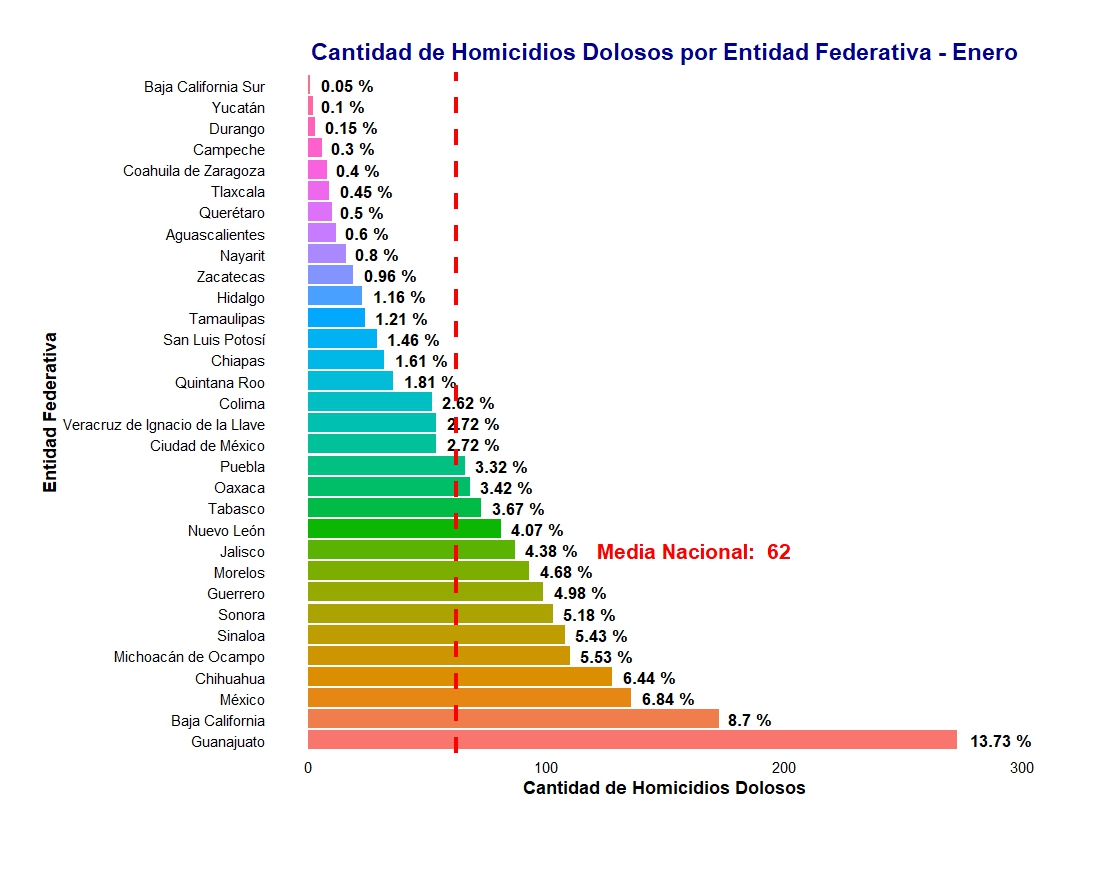 Cantidad de Homicidios Dolosos por Entidad Federativa - Enero
Entidad Federativa
Baja California Sur 0.05 %
Yucatán 0.1 %
Durango 0.15 %
Campeche 0.3 %
Coahuila de Zaragoza 0.4 %
Tlaxcala 0.45 %
Querétaro 0.5 %
Aguascalientes 0.6 %
Nayarit 0.8 %
Zacatecas 0.96 %
Hidalgo 1.16 %
Tamaulipas 1.21 %
San Luis Potosí 1.46 %
Chiapas 1.61 %
Quintana Roo 1.81 %
Colima 2.62 %
Veracruz de Ignacio de la Llave 2.72 %
Ciudad de México 2.72 %
Puebla 3.32 %
Oaxaca 3.42 %
Tabasco 3.67 %
Nuevo León 4.07 %
Jalisco 4.38 % Media Nacional: 62
Morelos 4.68 %
Guerrero 4.98 %
Sonora 5.18 %
Sinaloa 5.43 %
Michoacán de Ocampo 5.53 %
Chihuahua 6.44 %
México 6.84 %
Baja California 8.7 %
Guanajuato 13.73 %
0 100 200 300
Cantidad de Homicidios Dolosos